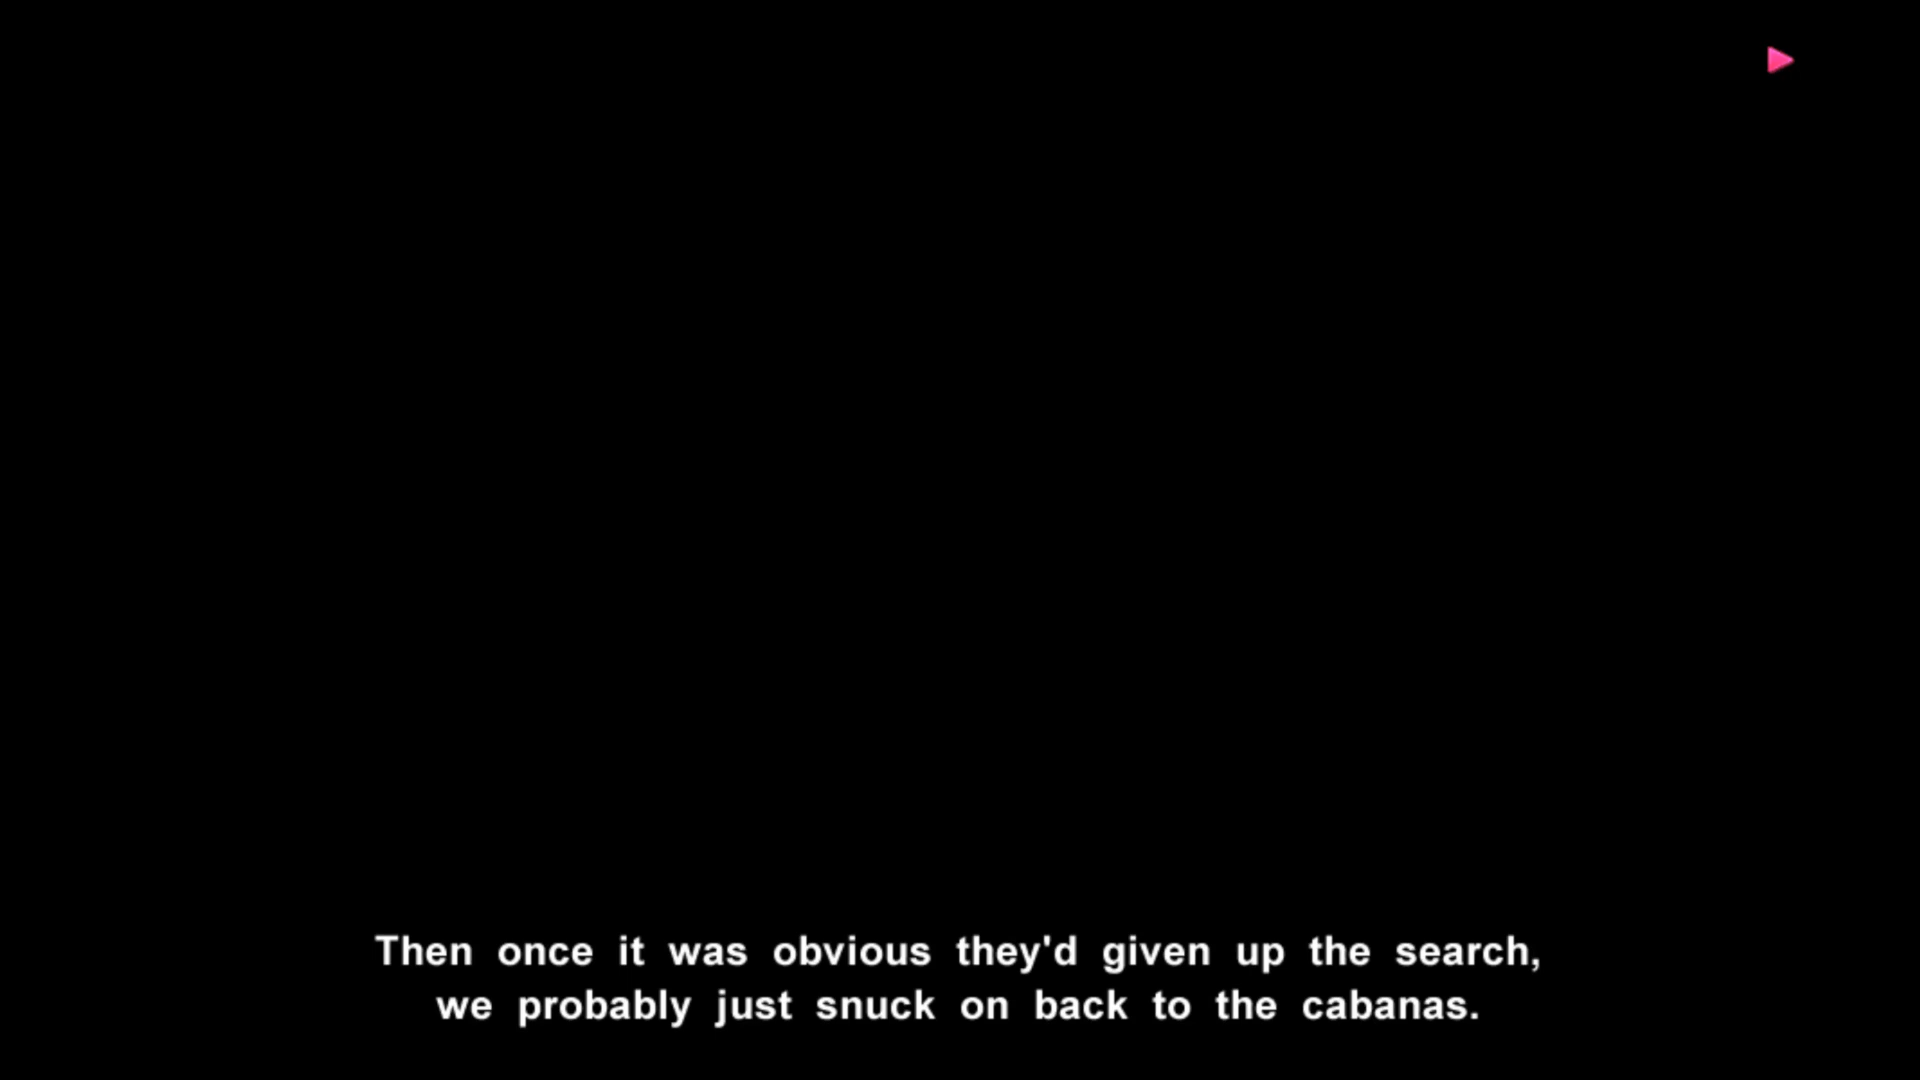 Then once it was obvious they'd given up the search,
we probably just snuck on back to the cabanas.